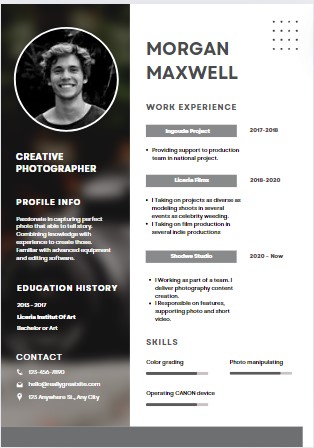 MORGAN
MAXWELL
CREATIVE
PHOTOGRAPHER
PROFILE INFO
Passionate in capturing perfect
photo that able to tell story.
Combining knowledge with
experience to create those.
Familiar with advanced equipment
and editing software.
EDUCATION HISTORY
2015 - 2017
Liceria Institut Of Art
Bachelor or Art
CONTACT
123-456-7890
hello@reallygreatsite.com
123 Anywhere St., Any City
WORK EXPERIENCE
Ingoude Project 2017-2018
• Providing support to production
team in national project.
Liceria Films 2018-2020
• I Taking on projects as diverse as
modeling shoots in several
events as celebrity weeding.
• I Taking on film production in
several indie productions
Shodwe Studio 2020 - Now
• I Working as part of a team. I
deliver photography content
creation.
• I Responsible on features,
supporting photo and short
video.
SKILLS
Color grading Photo manipulating
Operating CANON device